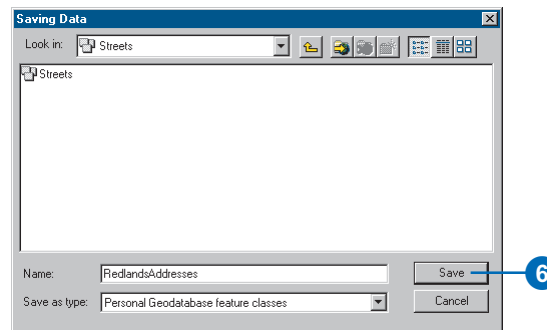 Saving Data
Look in: Streets
Streets
Name: RedlandsAddresses Save 6
Save as type: Personal Geodatabase feature classes Cancel